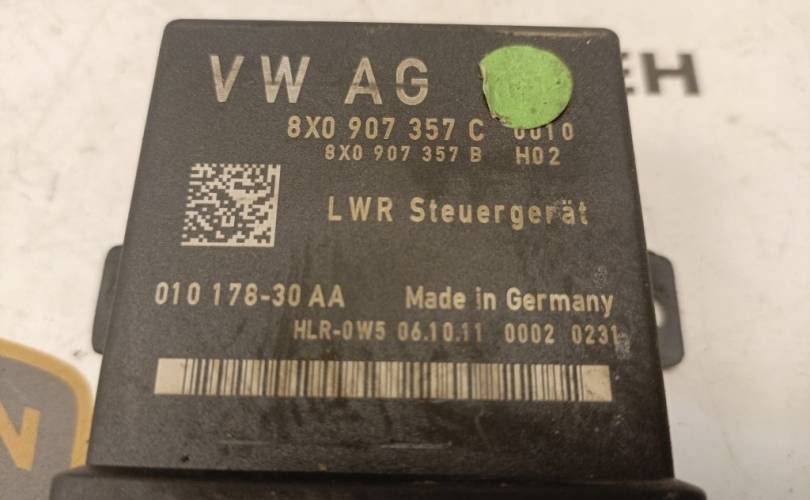 VW AG
8X0 907 357 C 0010
8X0 907 357 B H02
LWR Steuergerät
010 178-30 AA Made in Germany
HLR-0W5 06.10.11 0002 0231